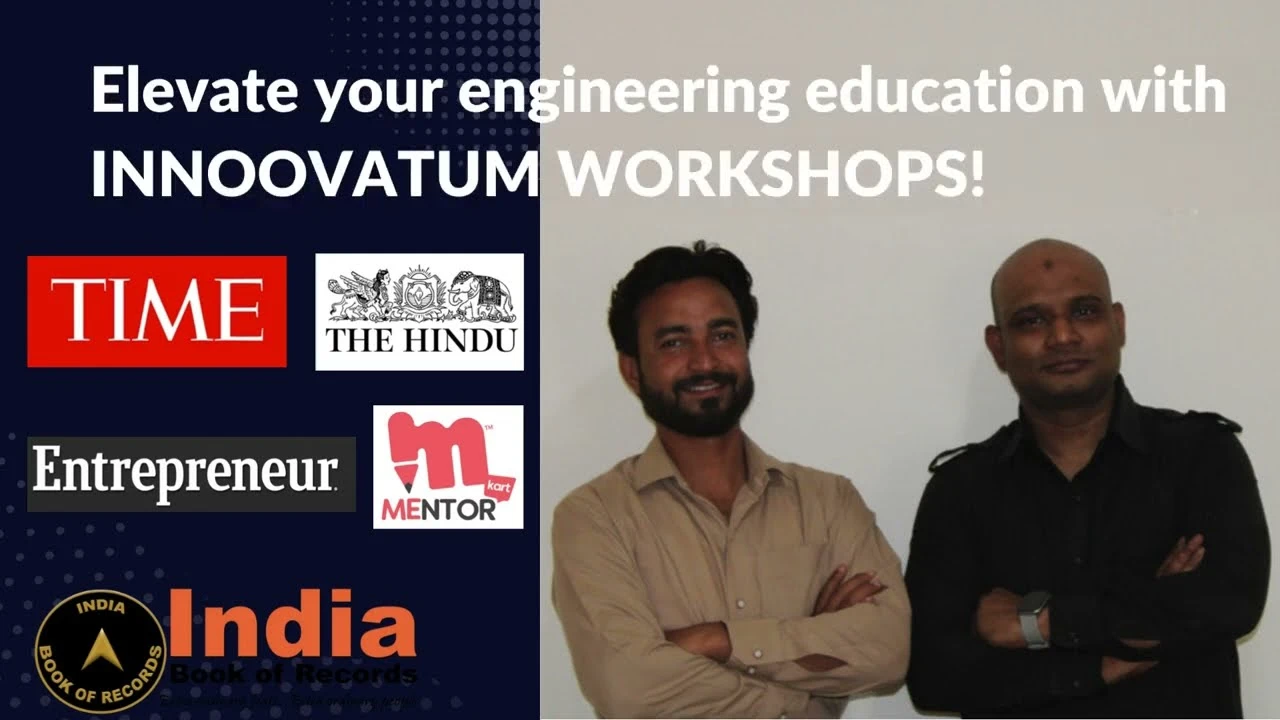 Elevate your engineering education with
INNOOVATUM WORKSHOPS!
TIME
THE HINDU
Entrepreneur
m™
kart
MENTOR
INDIA
BOOK OF RECORDS
India
Book of Records